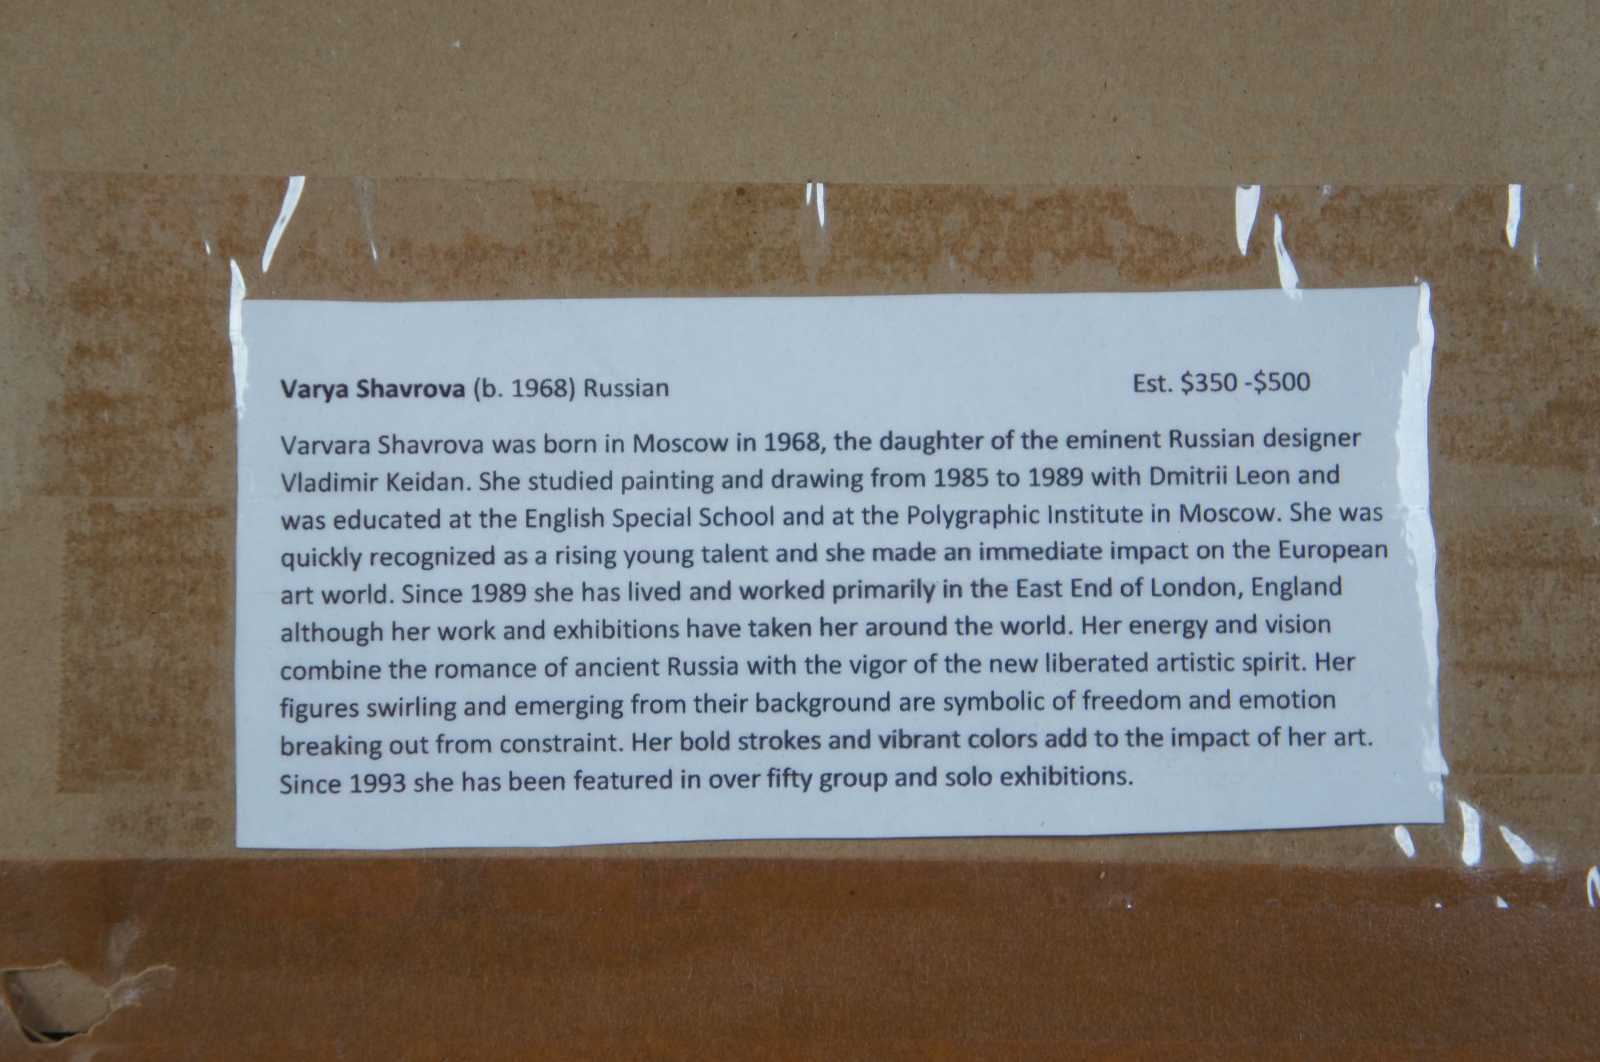 Varya Shavrova (b. 1968) Russian Est. $350 -$500
Varvara Shavrova was born in Moscow in 1968, the daughter of the eminent Russian designer
Vladimir Keidan. She studied painting and drawing from 1985 to 1989 with Dmitrii Leon and
was educated at the English Special School and at the Polygraphic Institute in Moscow. She was
quickly recognized as a rising young talent and she made an immediate impact on the European
art world. Since 1989 she has lived and worked primarily in the East End of London, England
although her work and exhibitions have taken her around the world. Her energy and vision
combine the romance of ancient Russia with the vigor of the new liberated artistic spirit. Her
figures swirling and emerging from their background are symbolic of freedom and emotion
breaking out from constraint. Her bold strokes and vibrant colors add to the impact of her art.
Since 1993 she has been featured in over fifty group and solo exhibitions.